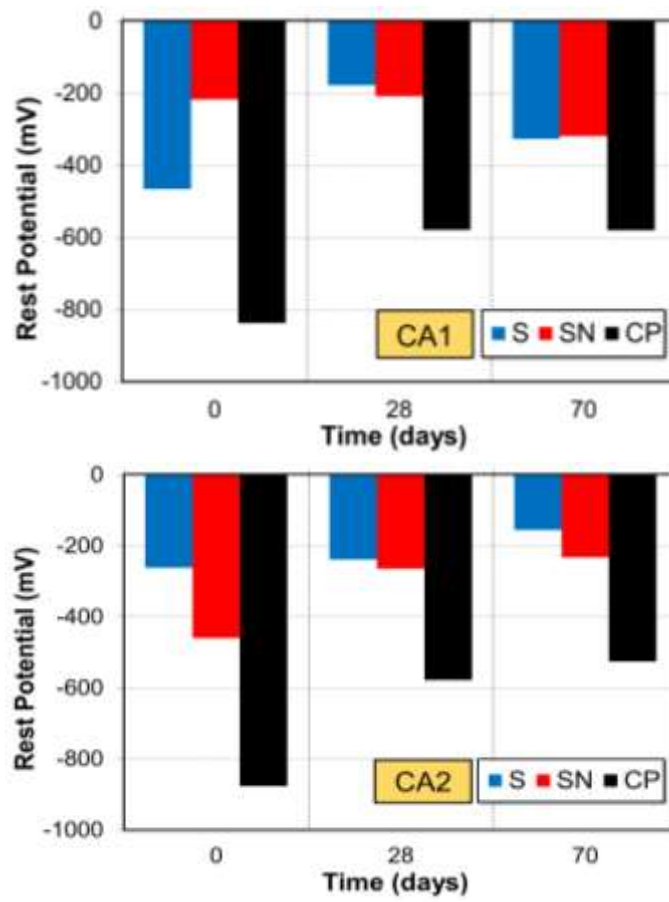 0
-200
-400
-600
-800
-1000
Rest Potential (mV)
CA1
S SN CP
0 28 70
Time (days)
0
-200
-400
-600
-800
-1000
Rest Potential (mV)
CA2
S SN CP
0 28 70
Time (days)